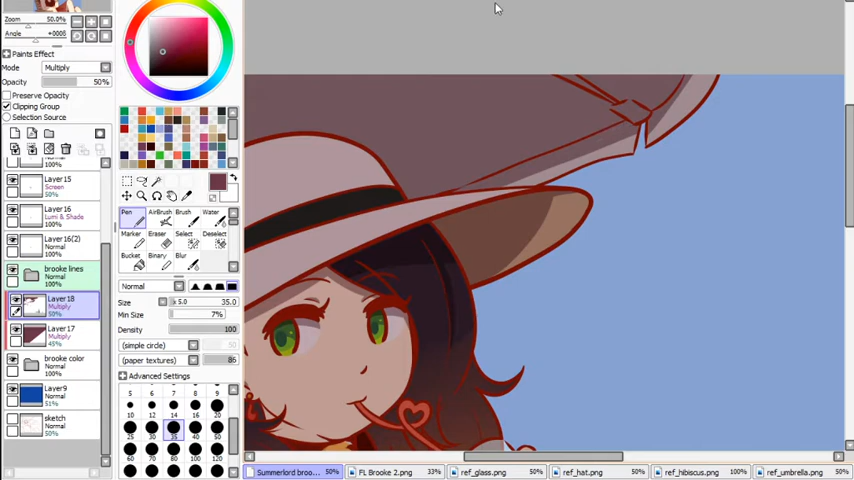 Zoom 50.0%
Angle +0006
Paints Effect
Mode Multiply
Opacity 50%
Preserve Opacity
Clipping Group
Selection Source
Normal
100%
Layer15
Screen
50%
Layer16
Lumi & Shade
100%
Layer16(2)
Normal
100%
brooke lines
Normal
100%
Layer18
Multiply
50%
Layer17
Multiply
45%
brooke color
Normal
100%
Layer9
51%
sketch
50%
Pen AirBrush Brush Water
Marker Eraser Select Deselect
Bucket Binary Blur
Normal
Size x 5.0 35.0
Min Size 7%
Density 100
(simple circle) 50
(paper textures) 86
Advanced Settings
5 6 7 8 9
10 12 14 16 20
25 30 35 40 50
60 70 80
Summerlord broo... 50% FL Brooke 2.png 33% ref_glass.png 50% ref_hat.png 50% ref_hibiscus.png 100% ref_umbrella.png 50%